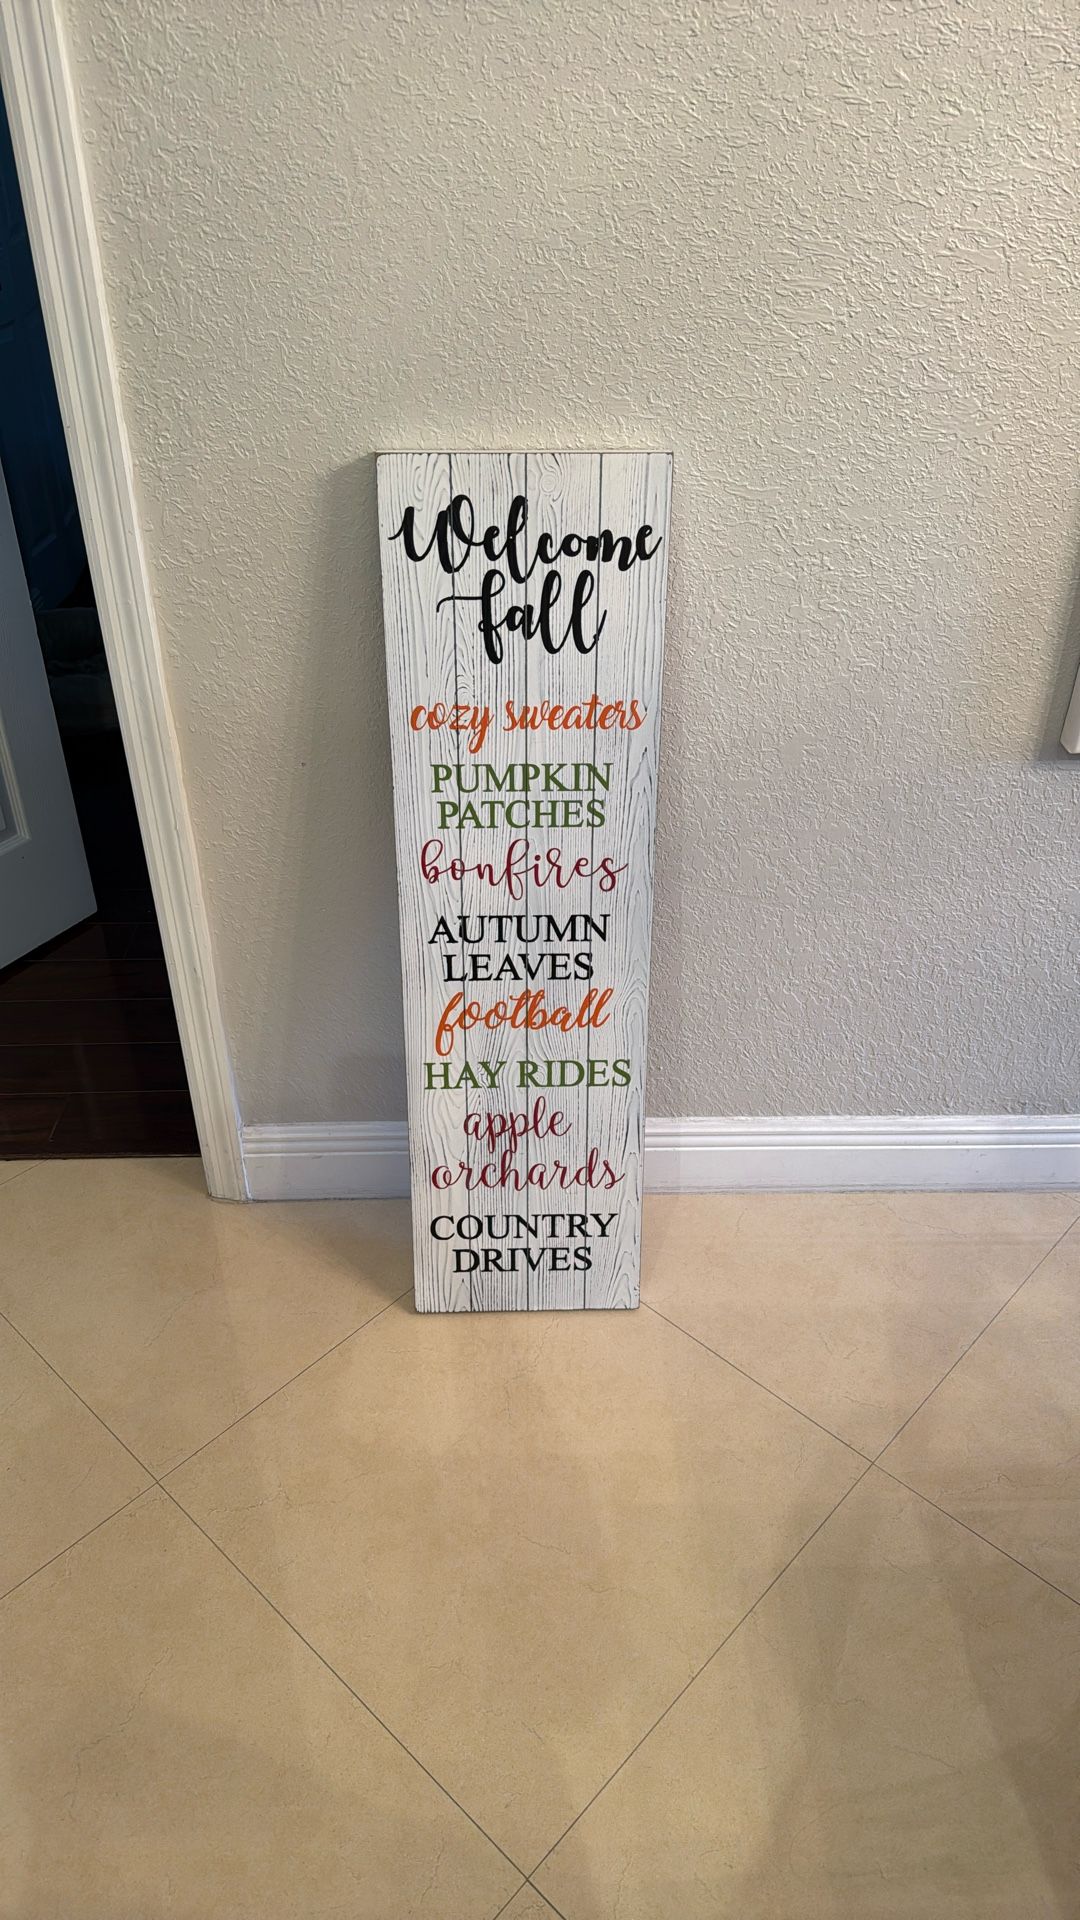 Welcome
fall
cozy sweaters
PUMPKIN
PATCHES
bonfires
AUTUMN
LEAVES
football
HAY RIDES
apple
orchards
COUNTRY
DRIVES